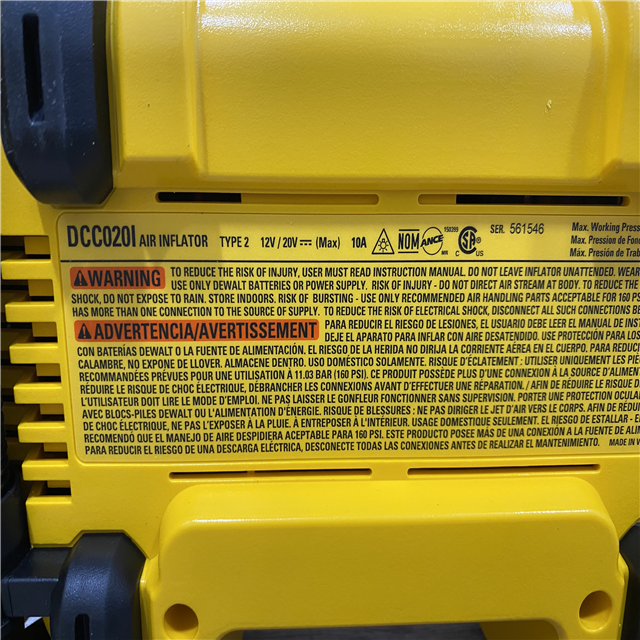 DCC020I AIR INFLATOR TYPE 2 12V / 20V ⎓ (Max) 10A NOM ANCE 150289 MR SA C SER. 561546
Max. Working Press
Max. Pression de Fonc
Max. Presión de Trab
WARNING TO REDUCE THE RISK OF INJURY, USER MUST READ INSTRUCTION MANUAL. DO NOT LEAVE INFLATOR UNATTENDED. WEAR
USE ONLY DEWALT BATTERIES OR POWER SUPPLY. RISK OF INJURY - DO NOT DIRECT AIR STREAM AT BODY. TO REDUCE THE
SHOCK, DO NOT EXPOSE TO RAIN. STORE INDOORS. RISK OF BURSTING - USE ONLY RECOMMENDED AIR HANDLING PARTS ACCEPTABLE FOR 160 P
HAS MORE THAN ONE CONNECTION TO THE SOURCE OF SUPPLY. TO REDUCE THE RISK OF ELECTRIC SHOCK, DISCONNECT ALL SUCH CONNECTIONS BE
ADVERTENCIA/AVERTISSEMENT PARA REDUCIR EL RIESGO DE LESIONES, EL USUARIO DEBE LEER EL MANUAL DE INST
DEJE EL APARATO PARA INFLAR CON AIRE DESATENDIDO. USE PROTECCIÓN PARA LOS
CON BATERÍAS DEWALT O LA FUENTE DE ALIMENTACIÓN. EL RIESGO DE LA HERIDA NO DIRIJA LA CORRIENTE AÉREA EN EL CUERPO. PARA REDUC
CALAMBRE, NO EXPONE DE LLOVER. ALMACENE DENTRO. USO DOMÉSTICO SOLAMENTE. RISQUE D'ÉCLATEMENT : UTILISER UNIQUEMENT LES PIÈ
RECOMMANDÉES PRÉVUES POUR UNE UTILISATION À 11.03 BAR (160 PSI). CE PRODUIT POSSÈDE PLUS D'UNE CONNEXION À LA SOURCE D'ALIMENT
RÉDUIRE LE RISQUE DE CHOC ÉLECTRIQUE, DÉBRANCHER LES CONNEXIONS AVANT D'EFFECTUER UNE RÉPARATION. / AFIN DE RÉDUIRE LE RISQUE D
L'UTILISATEUR DOIT LIRE LE MODE D'EMPLOI. NE PAS LAISSER LE GONFLEUR FONCTIONNER SANS SUPERVISION. PORTER UNE PROTECTION OCULA
AVEC BLOCS-PILES DEWALT OU L'ALIMENTATION D'ÉNERGIE. RISQUE DE BLESSURES : NE PAS DIRIGER LE JET D'AIR VERS LE CORPS. AFIN DE RÉ
DE CHOC ÉLECTRIQUE, NE PAS L'EXPOSER À LA PLUIE. À ENTREPOSER À L'INTÉRIEUR. USAGE DOMESTIQUE SEULEMENT. EL RIESGO DE ESTALLAR - E
RECOMENDÓ QUE EL MANEJO DE AIRE DESPIDIERA ACEPTABLE PARA 160 PSI. ESTE PRODUCTO POSEE MÁS DE UNA CONEXIÓN A LA FUENTE DE ALIM
PARA REDUCIR EL RIESGO DE UNA DESCARGA ELÉCTRICA, DESCONECTE TODAS LAS CONEXIONES ANTES DE REALIZAR EL MANTENIMIENTO. MADE IN V